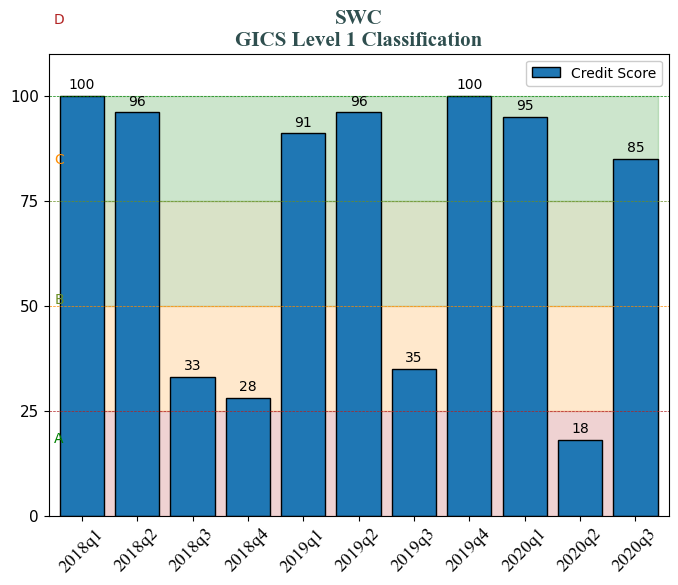 D
SWC
GICS Level 1 Classification
Credit Score
100
96
33
28
91
96
35
100
95
18
85
100
75
50
25
0
C
B
A
2018q1
2018q2
2018q3
2018q4
2019q1
2019q2
2019q3
2019q4
2020q1
2020q2
2020q3